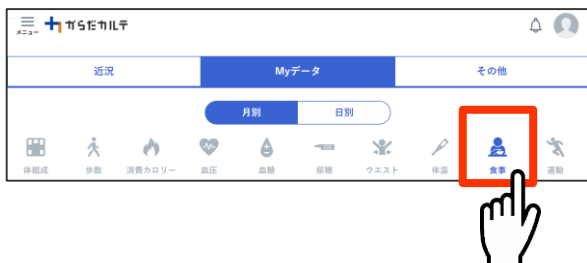 メニュー からだカルテ
近況 Myデータ その他
月別 日別
体組成 歩数 消費カロリー 血圧 血糖 尿糖 ウエスト 体温 食事 運動